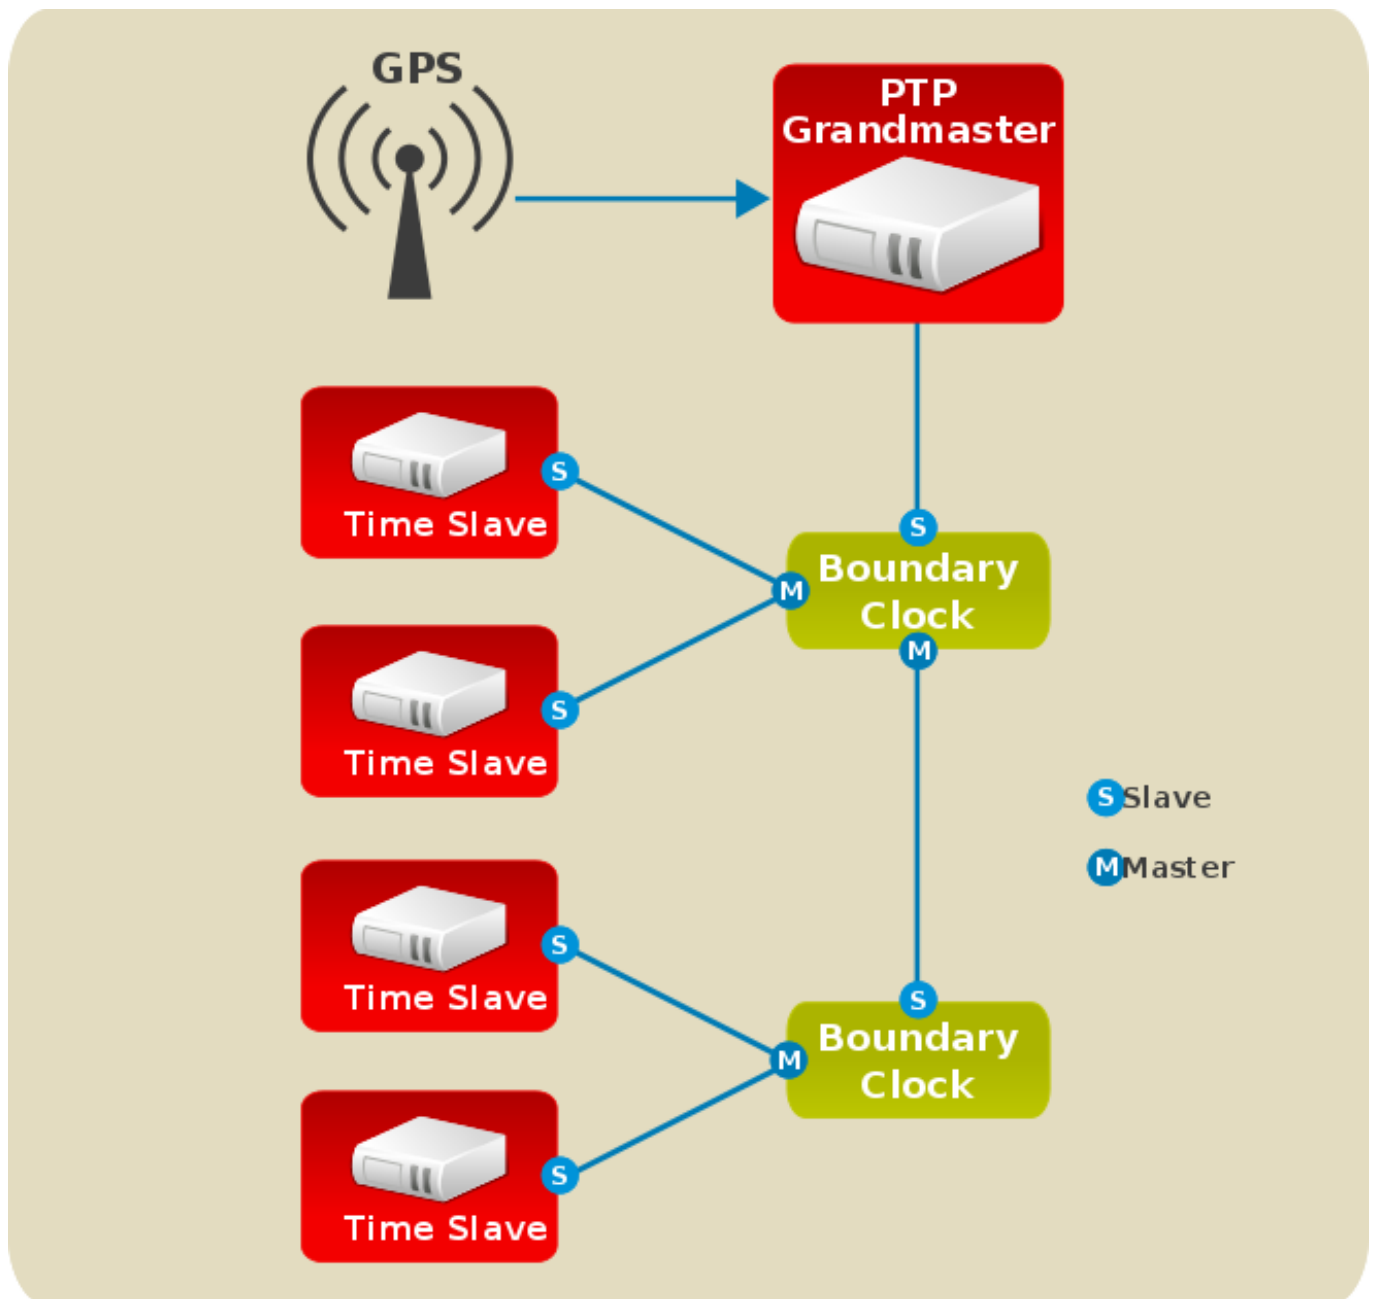 GPS
PTP
Grandmaster
S
Time Slave
S
Boundary
Clock
M
M
S
Time Slave
S Slave
M Master
S
Time Slave
S
Boundary
Clock
M
S
Time Slave